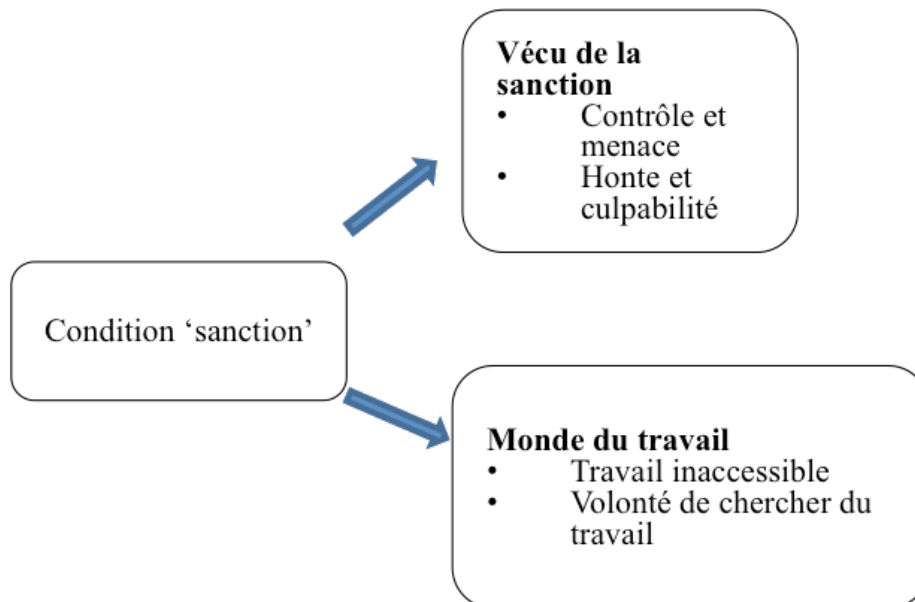 Vécu de la
sanction
• Contrôle et
menace
• Honte et
culpabilité
Condition ‘sanction’
Monde du travail
• Travail inaccessible
• Volonté de chercher du
travail